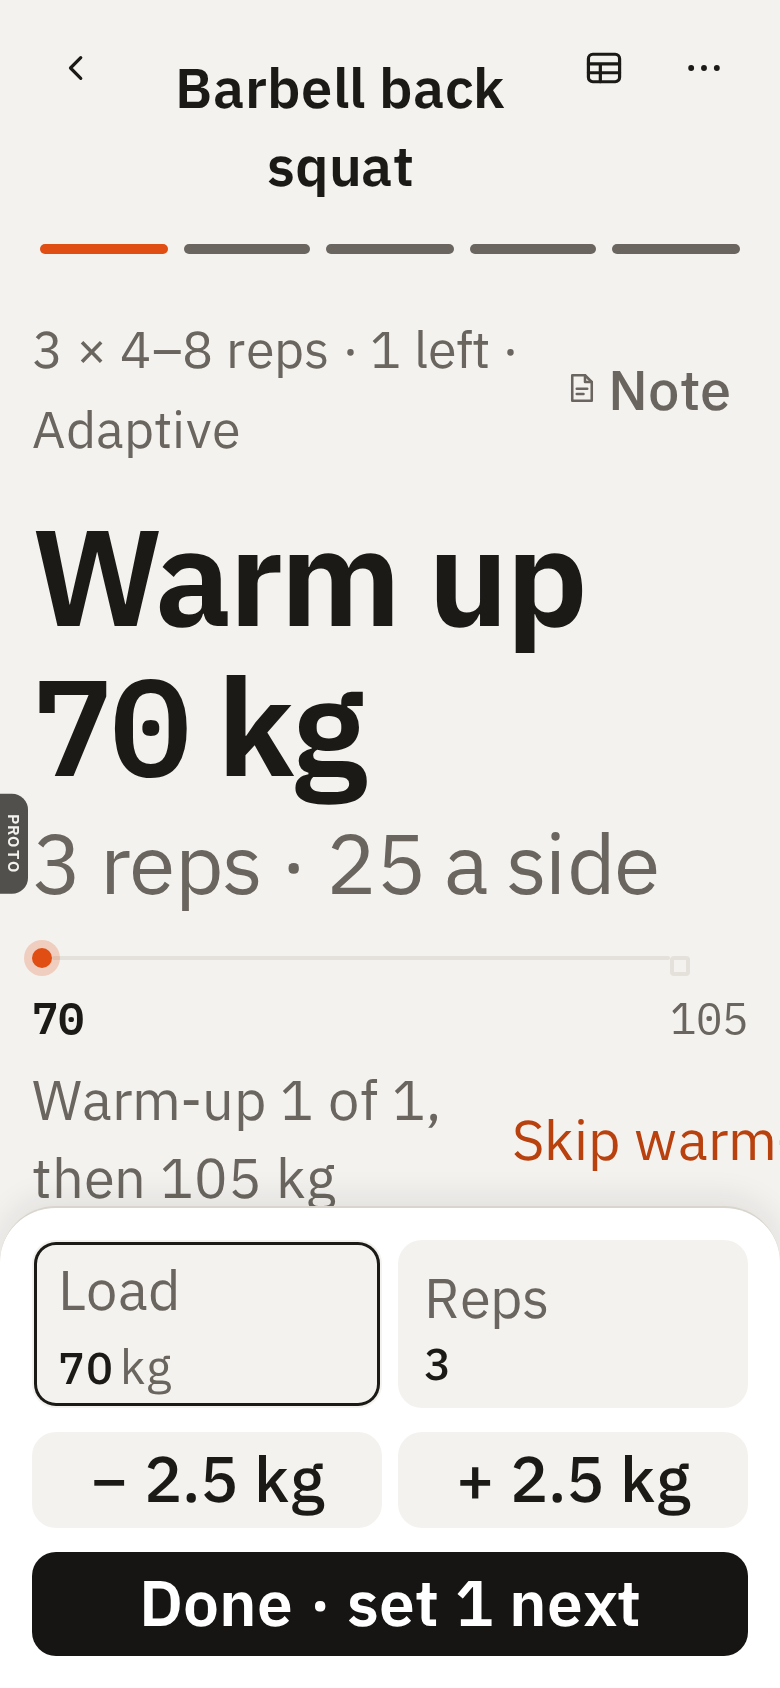 Barbell back
squat
3 × 4–8 reps · 1 left ·
Adaptive
Note
Warm up
70 kg
PROTO
3 reps · 25 a side
70
105
Warm-up 1 of 1,
then 105 kg
Skip warm
Load
70 kg
Reps
3
− 2.5 kg
+ 2.5 kg
Done · set 1 next